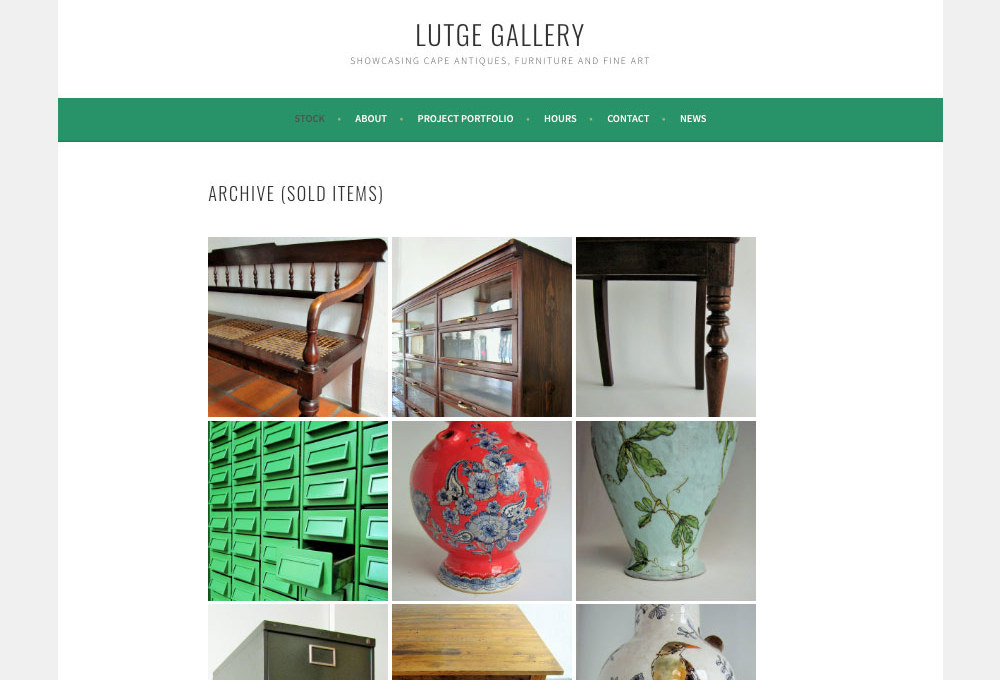 LUTGE GALLERY
SHOWCASING CAPE ANTIQUES, FURNITURE AND FINE ART
STOCK • ABOUT • PROJECT PORTFOLIO • HOURS • CONTACT • NEWS
ARCHIVE (SOLD ITEMS)